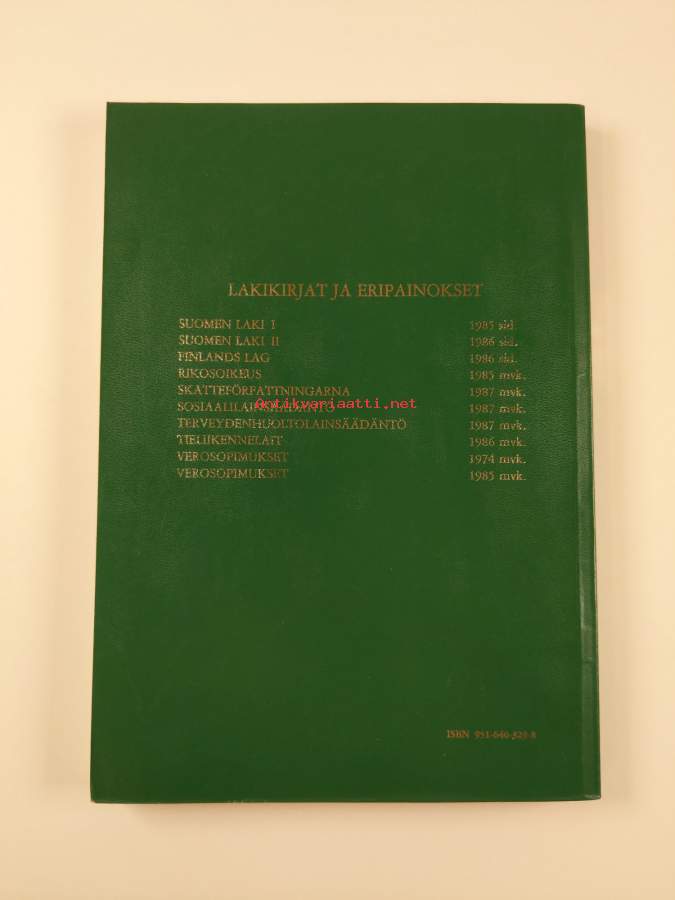 LAKIKIRJAT JA ERIPAINOKSET
SUOMEN LAKI I 1985 sid.
SUOMEN LAKI II 1986 sid.
FINLANDS LAG 1986 sid.
RIKOSOIKEUS 1985 mvk.
SKATTEFÖRFATTNINGARNA 1987 mvk.
Antikvariaatti.net
SOSIAALILAINSÄÄDÄNTÖ 1987 mvk.
TERVEYDENHUOLTOLAINSÄÄDÄNTÖ 1987 mvk.
TIELIIKENNELAIT 1986 mvk.
VEROSOPIMUKSET 1974 mvk.
VEROSOPIMUKSET 1985 mvk.
ISBN